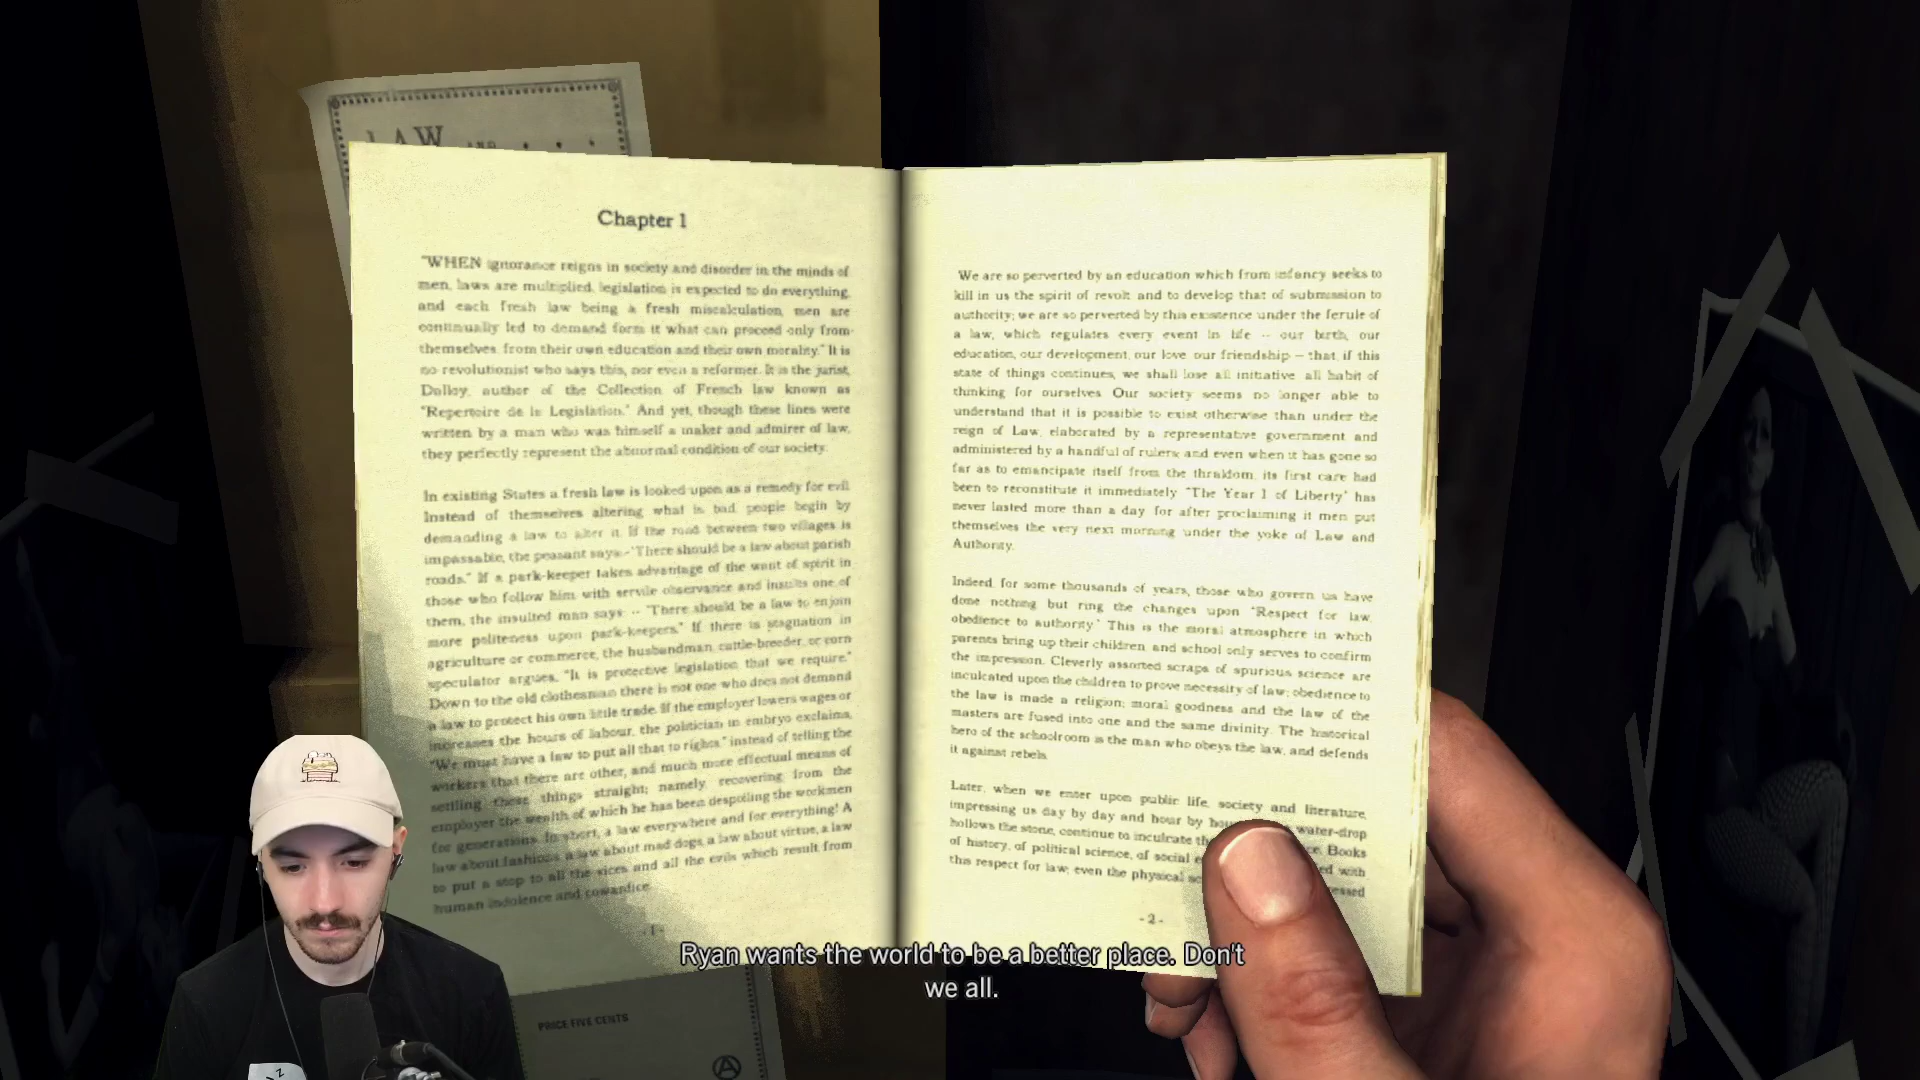 LAW AND
Chapter 1
"WHEN ignorance reigns in society and disorder in the minds of
men, laws are multiplied, legislation is expected to do everything,
and each fresh law being a fresh miscalculation, men are
continually led to demand form it what can proceed only from
themselves, from their own education and their own morality." It is
no revolutionist who says this, nor even a reformer. It is the jurist,
Dalloy, author of the Collection of French law known as
"Repertoire de la Legislation." And yet, though these lines were
written by a man who was himself a maker and admirer of law,
they perfectly represent the abnormal condition of our society.
In existing States a fresh law is looked upon as a remedy for evil.
Instead of themselves altering what is bad, people begin by
demanding a law to alter it. If the road between two villages is
impassable, the peasant says:-"There should be a law about parish
roads." If a park-keeper takes advantage of the want of spirit in
those who follow him with servile observance and insults one of
them, the insulted man says: -- "There should be a law to enjoin
more politeness upon park-keepers." If there is stagnation in
agriculture or commerce, the husbandman, cattle-breeder, or corn
speculator argues, "It is protective legislation that we require."
Down to the old clothesman there is not one who does not demand
a law to protect his own little trade. If the employer lowers wages or
increases the hours of labour, the politician in embryo exclaims,
"We must have a law to put all that to rights." instead of telling the
workers that there are other, and much more effectual means of
settling these things straight; namely, recovering from the
employer the wealth of which he has been despoiling the workmen
for generations. In short, a law everywhere and for everything! A
law about fashions, a law about mad dogs, a law about virtue, a law
to put a stop to all the vices and all the evils which result from
human indolence and cowardice.
-1-
We are so perverted by an education which from infancy seeks to
kill in us the spirit of revolt and to develop that of submission to
authority; we are so perverted by this existence under the ferule of
a law, which regulates every event in life -- our birth, our
education, our development, our love, our friendship -- that, if this
state of things continues, we shall lose all initiative, all habit of
thinking for ourselves. Our society seems no longer able to
understand that it is possible to exist otherwise than under the
reign of Law, elaborated by a representative government and
administered by a handful of rulers; and even when it has gone so
far as to emancipate itself from the thraldom, its first care had
been to reconstitute it immediately. "The Year I of Liberty" has
never lasted more than a day, for after proclaiming it men put
themselves the very next morning under the yoke of Law and
Authority.
Indeed, for some thousands of years, those who govern us have
done nothing but ring the changes upon "Respect for law,
obedience to authority." This is the moral atmosphere in which
parents bring up their children, and school only serves to confirm
the impression. Cleverly assorted scraps of spurious science are
inculcated upon the children to prove necessity of law; obedience to
the law is made a religion; moral goodness and the law of the
masters are fused into one and the same divinity. The historical
hero of the schoolroom is the man who obeys the law, and defends
it against rebels.
Later, when we enter upon public life, society and literature,
impressing us day by day and hour by water-drop
hollows the stone, continue to inculcate Books
of history, of political science, of social with
this respect for law; even the physical
-2-
Ryan wants the world to be a better place. Don't
we all.
PRICE FIVE CENTS